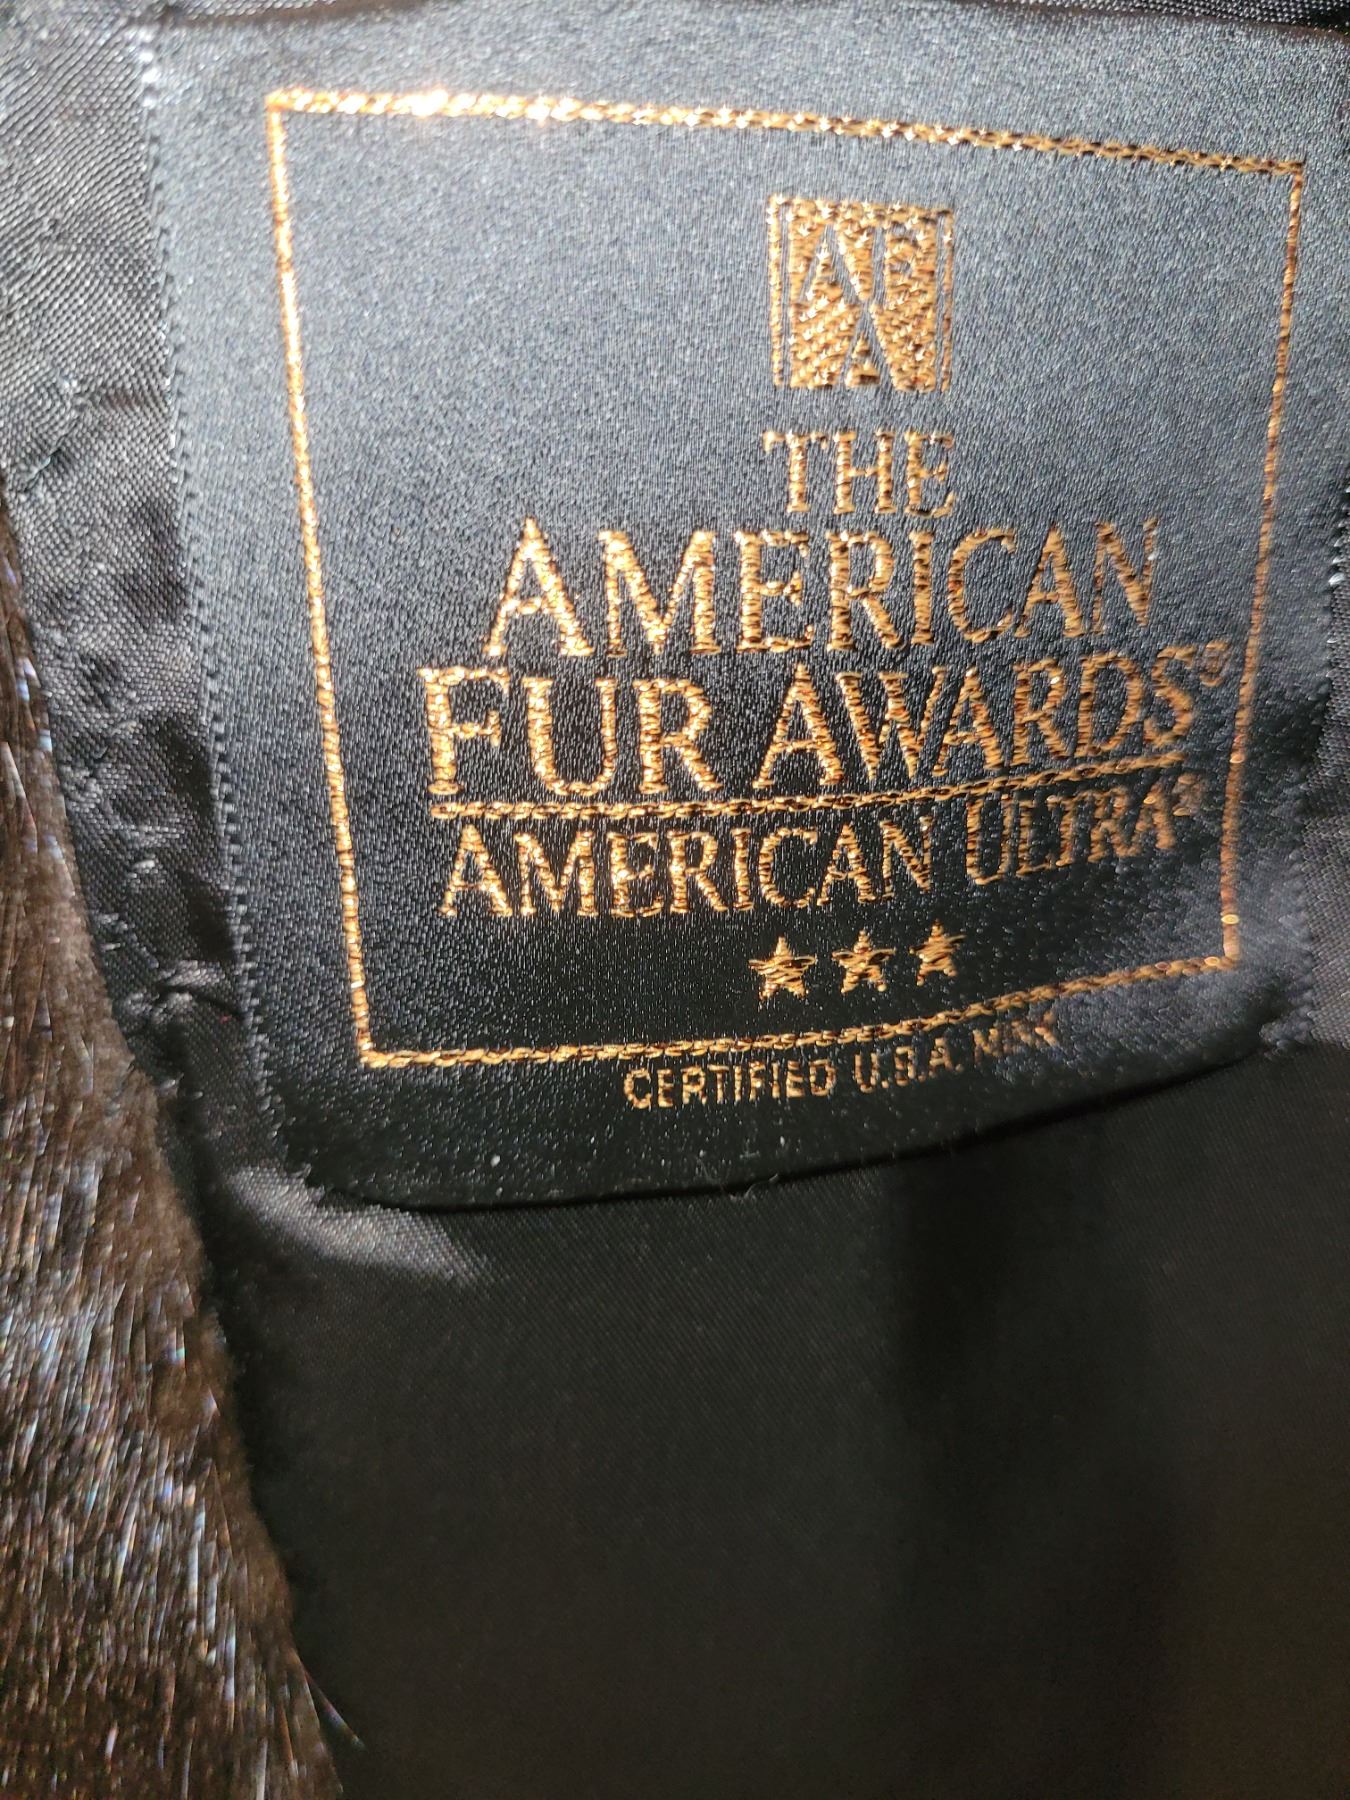 THE
AMERICAN
FUR AWARDS®
AMERICAN ULTRA®
CERTIFIED U.S.A. MINK